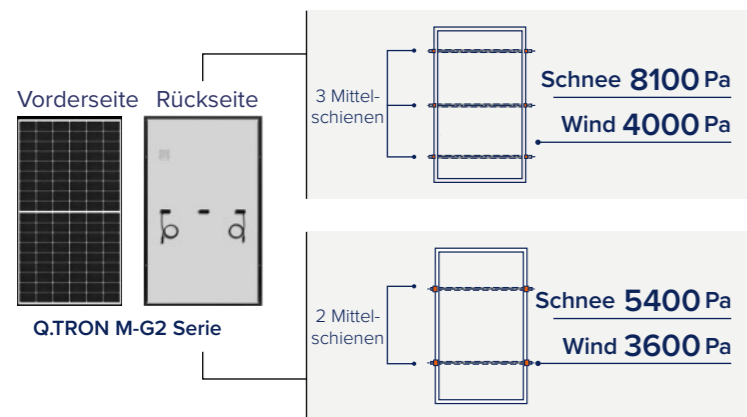 Vorderseite
Rückseite
Q.TRON M-G2 Serie
3 Mittel-
schienen
Schnee 8100 Pa
Wind 4000 Pa
2 Mittel-
schienen
Schnee 5400 Pa
Wind 3600 Pa